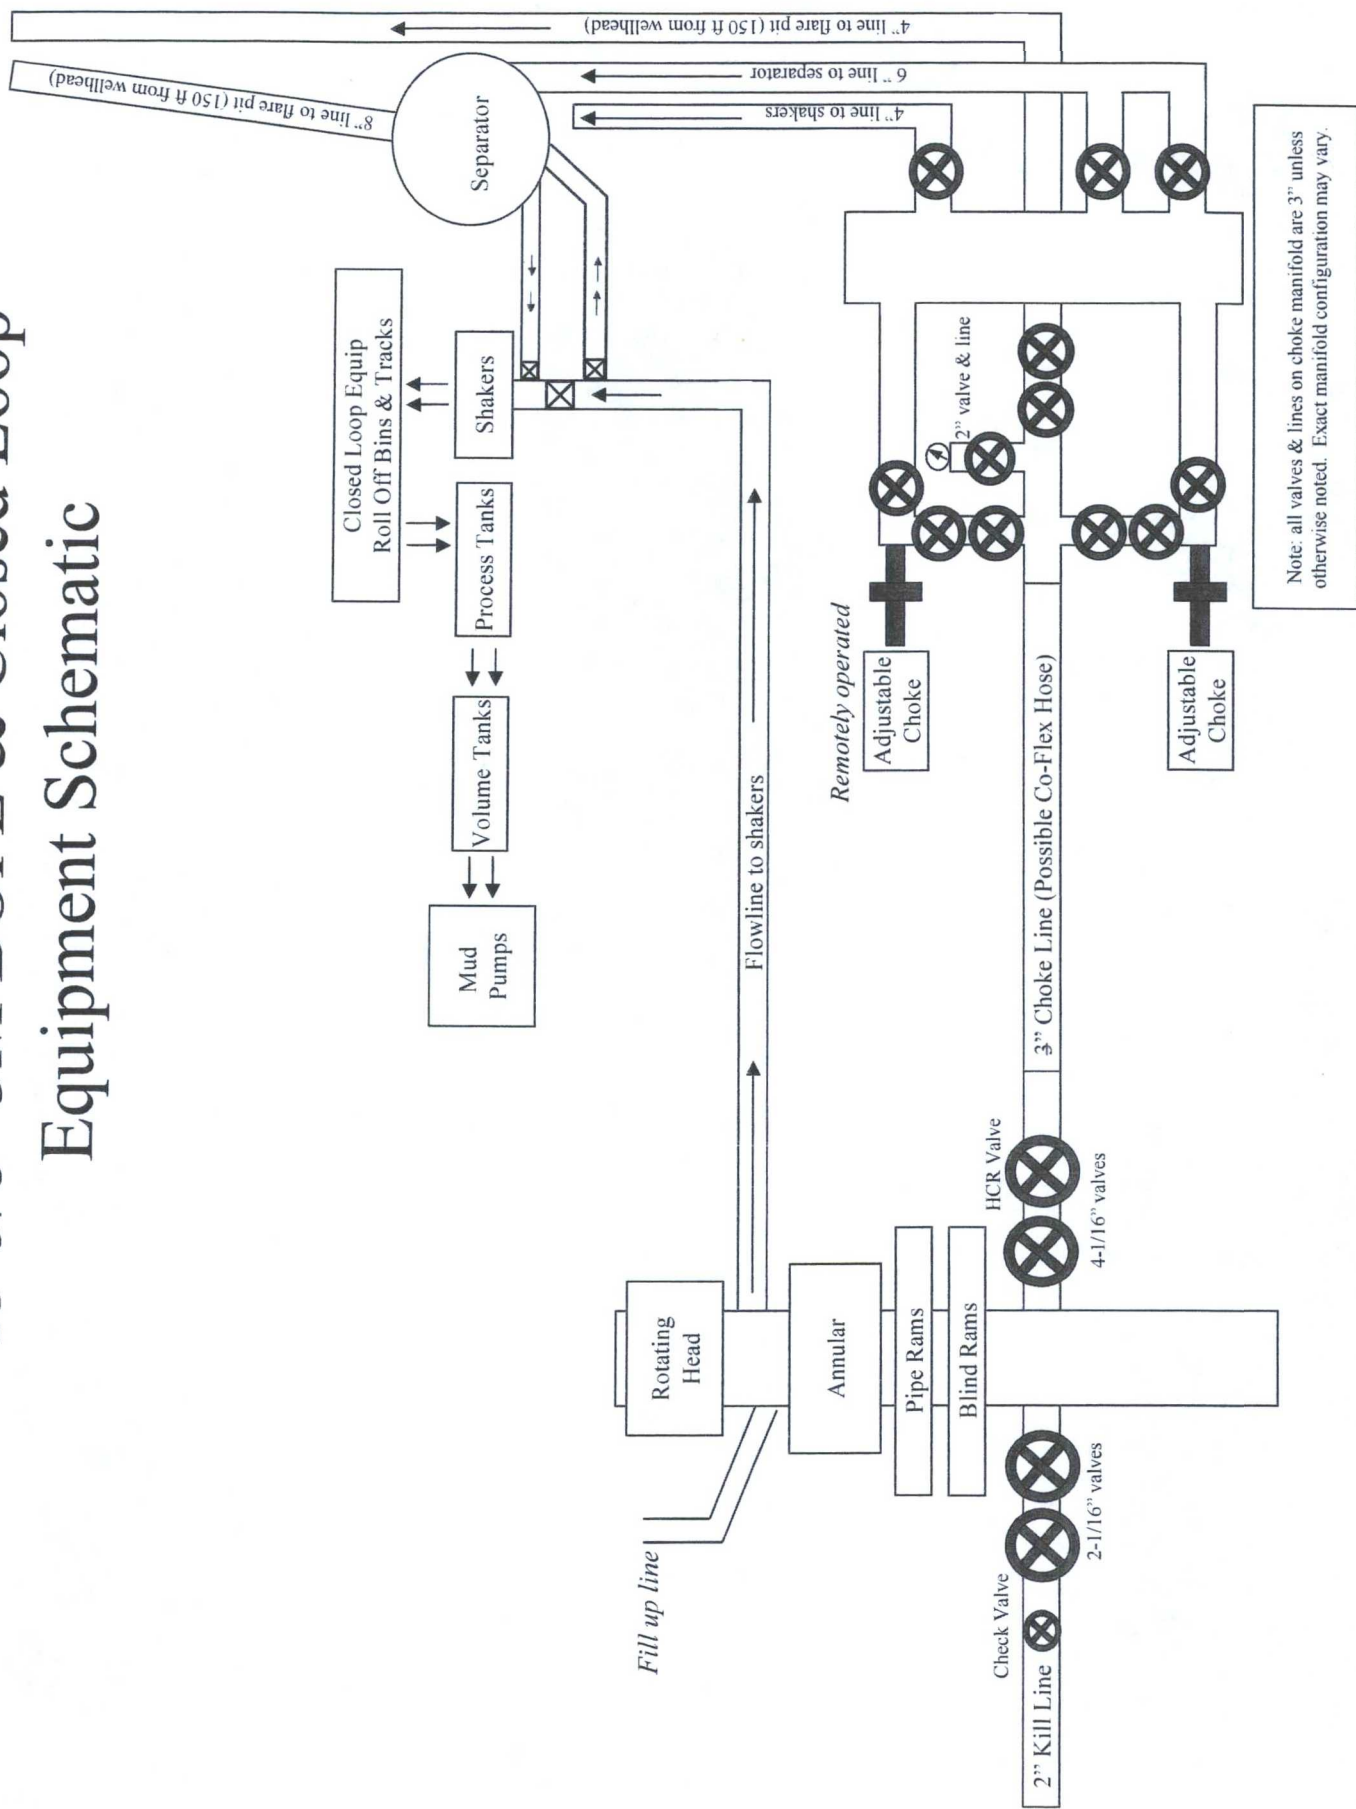 Equipment Schematic
4" line to flare pit (150 ft from wellhead)
8" line to flare pit (150 ft from wellhead)
6" line to separator
4" line to shakers
Separator
Closed Loop Equip
Roll Off Bins & Tracks
Shakers
Process Tanks
Volume Tanks
Mud
Pumps
Flowline to shakers
Rotating
Head
Fill up line
Annular
Pipe Rams
Blind Rams
Check Valve
2" Kill Line
2-1/16" valves
HCR Valve
4-1/16" valves
3" Choke Line (Possible Co-Flex Hose)
Remotely operated
Adjustable
Choke
Adjustable
Choke
2" valve & line
Note: all valves & lines on choke manifold are 3" unless
otherwise noted. Exact manifold configuration may vary.